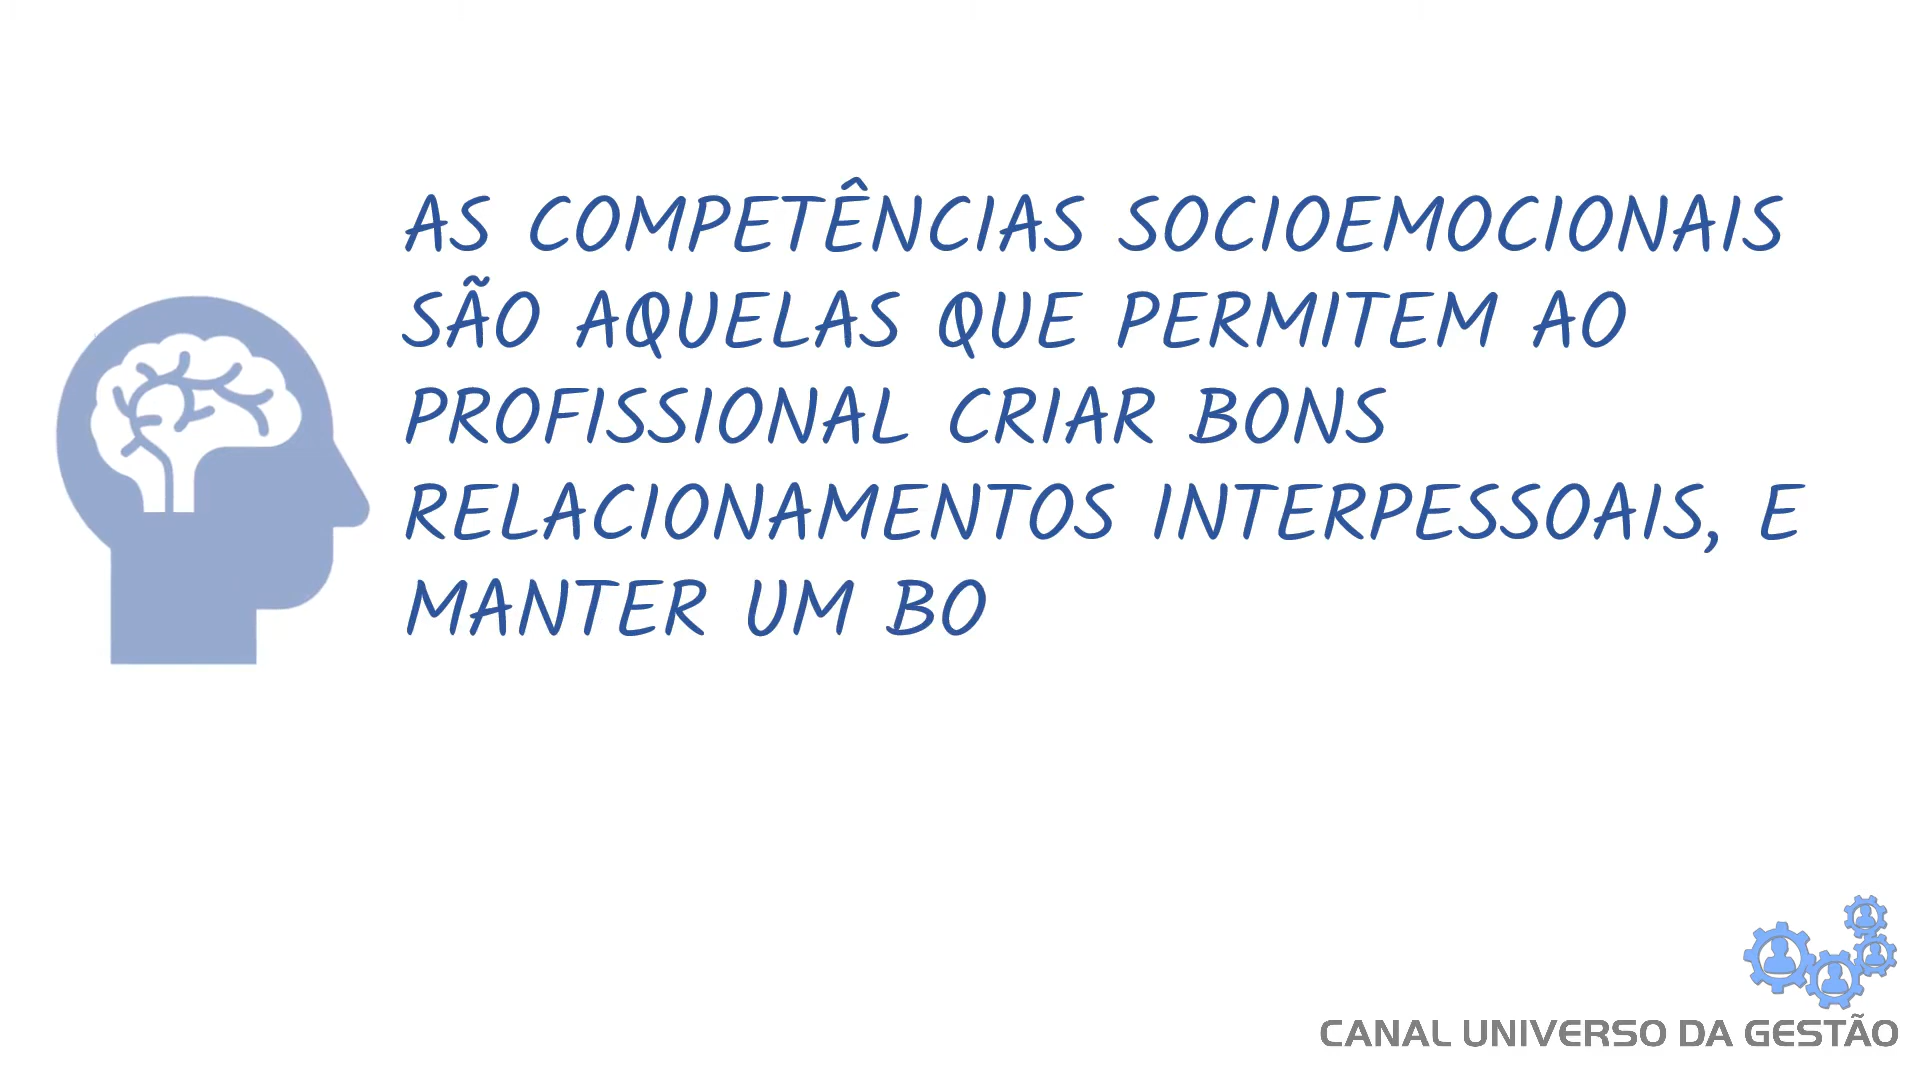 AS COMPETÊNCIAS SOCIOEMOCIONAIS
SÃO AQUELAS QUE PERMITEM AO
PROFISSIONAL CRIAR BONS
RELACIONAMENTOS INTERPESSOAIS, E
MANTER UM BO
CANAL UNIVERSO DA GESTÃO